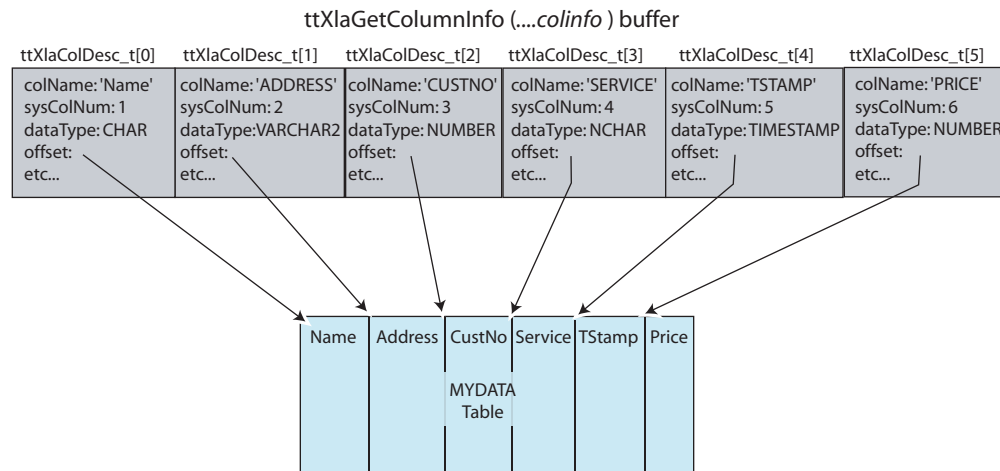 ttXlaGetColumnInfo (....colinfo ) buffer
ttXlaColDesc_t[0]
colName: 'Name'
sysColNum: 1
dataType: CHAR
offset:
etc...
ttXlaColDesc_t[1]
colName: 'ADDRESS'
sysColNum: 2
dataType:VARCHAR2
offset:
etc...
ttXlaColDesc_t[2]
colName: 'CUSTNO'
sysColNum: 3
dataType: NUMBER
offset:
etc...
ttXlaColDesc_t[3]
colName: 'SERVICE'
sysColNum: 4
dataType: NCHAR
offset:
etc...
ttXlaColDesc_t[4]
colName: 'TSTAMP'
sysColNum: 5
dataType: TIMESTAMP
offset:
etc...
ttXlaColDesc_t[5]
colName: 'PRICE'
sysColNum: 6
dataType: NUMBER
offset:
etc...
Name
Address
CustNo
Service
TStamp
Price
MYDATA
Table